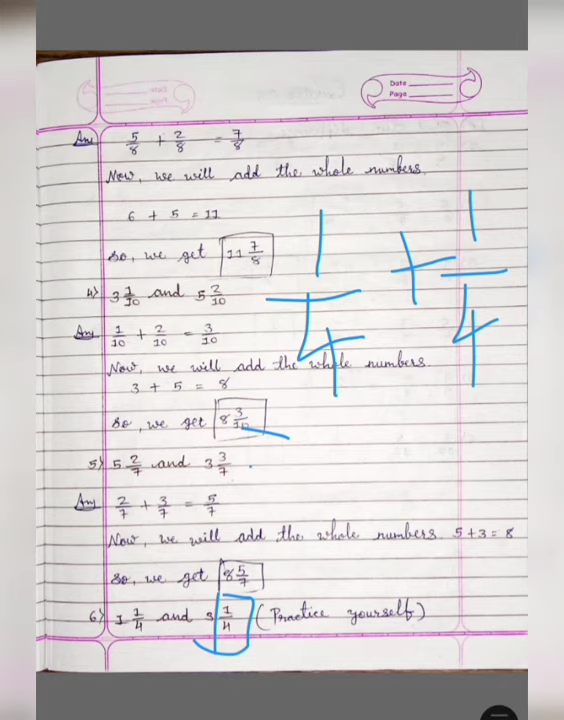 Date
Page
Ans 5/8 + 2/8 = 7/8
Now, we will add the whole numbers.
6 + 5 = 11
So, we get 11 7/8
4) 3 1/10 and 5 2/10
Ans 1/10 + 2/10 = 3/10
Now, we will add the whole numbers.
3 + 5 = 8
So, we get 8 3/10
5) 5 2/7 and 3 3/7
Ans 2/7 + 3/7 = 5/7
Now, we will add the whole numbers. 5+3 = 8
So, we get 8 5/7
6) 1 1/4 and 3 1/4 (Practice yourself)
1/4 + 1/4